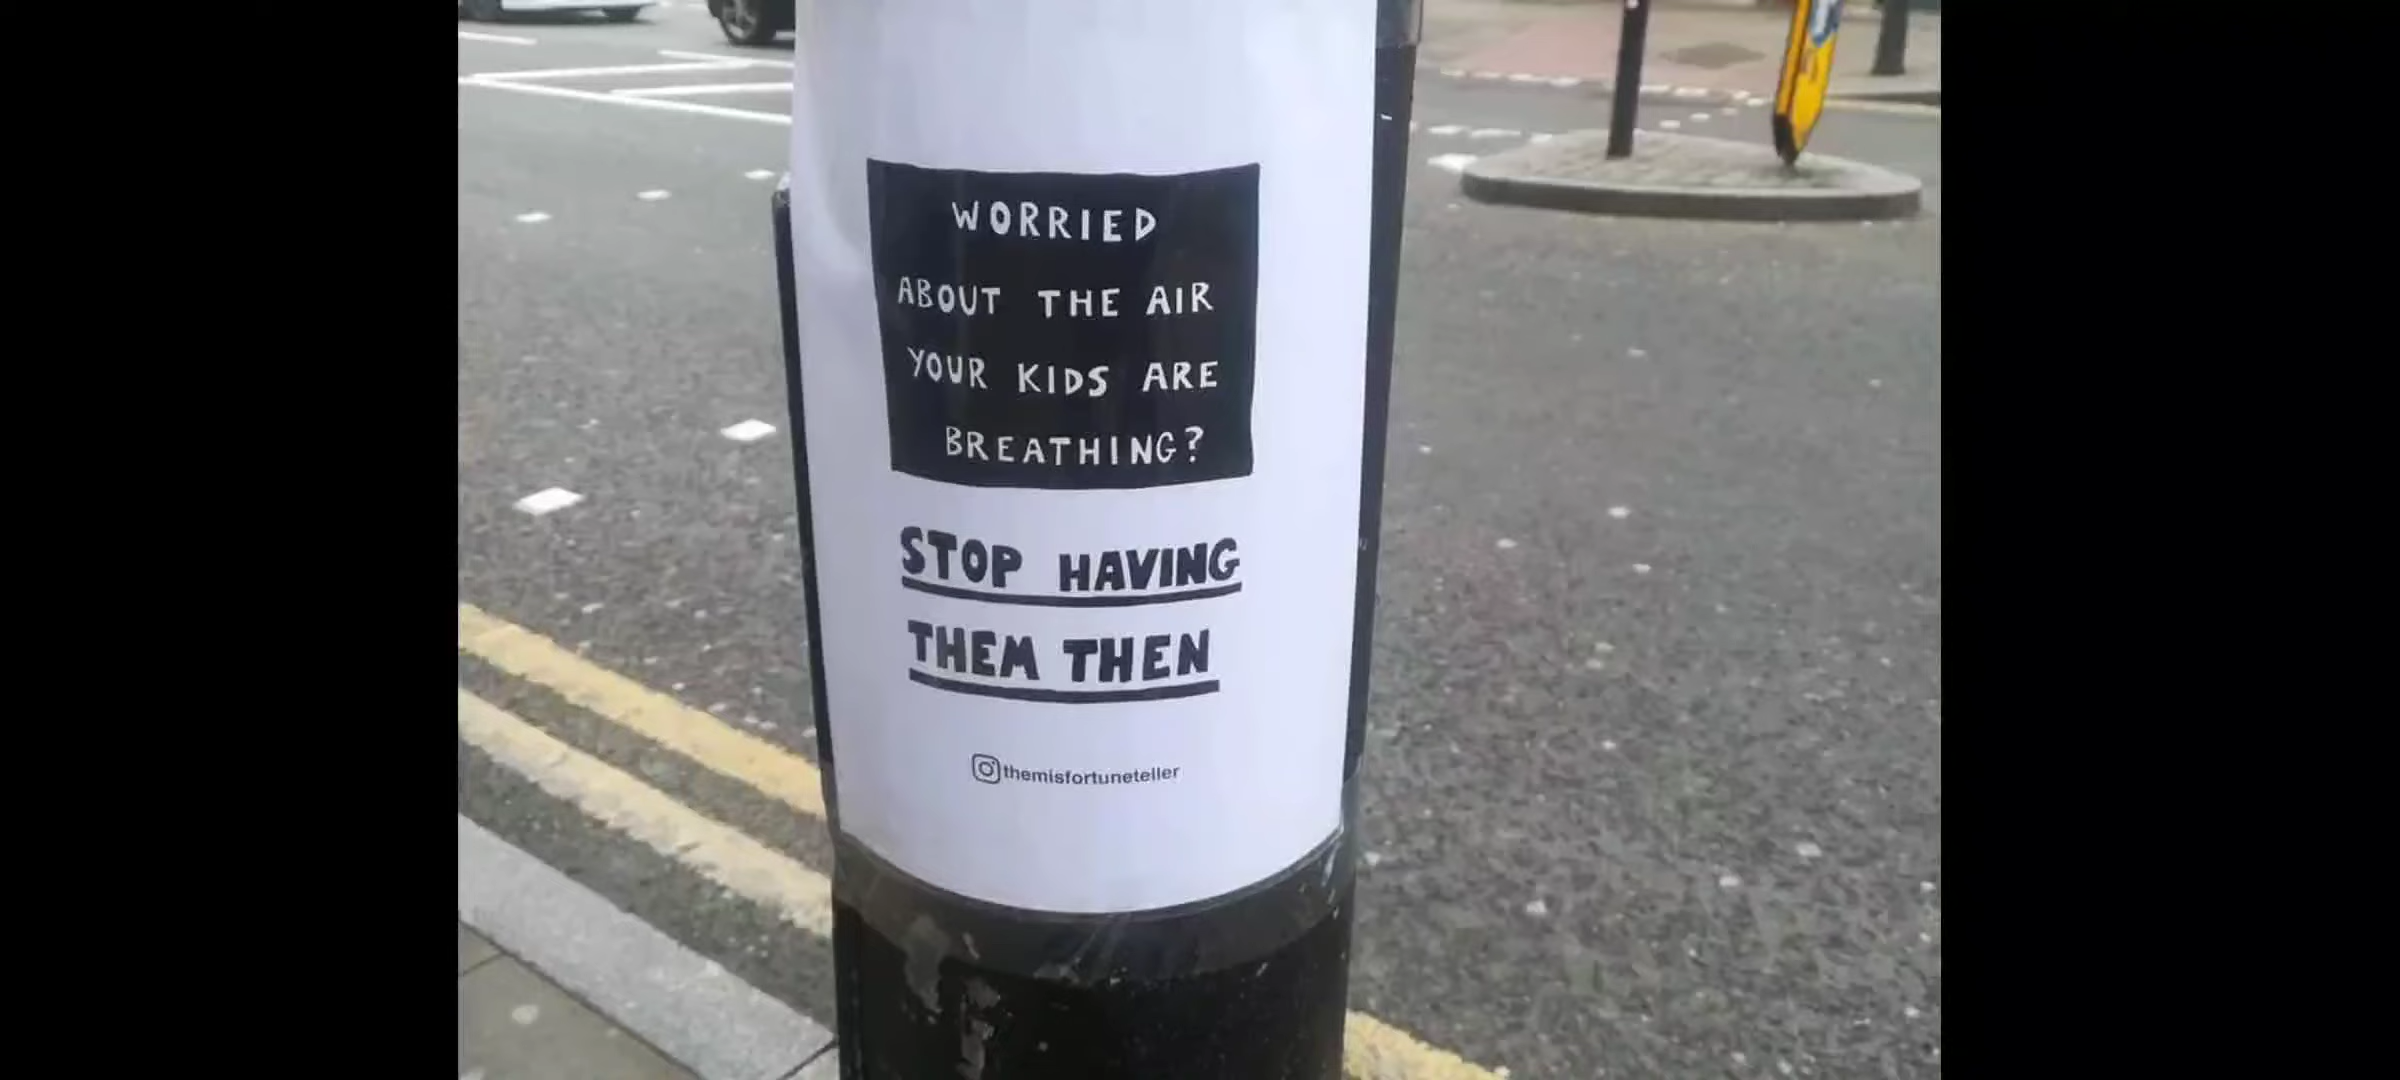 WORRIED
ABOUT THE AIR
YOUR KIDS ARE
BREATHING?
STOP HAVING
THEM THEN
themisfortuneteller